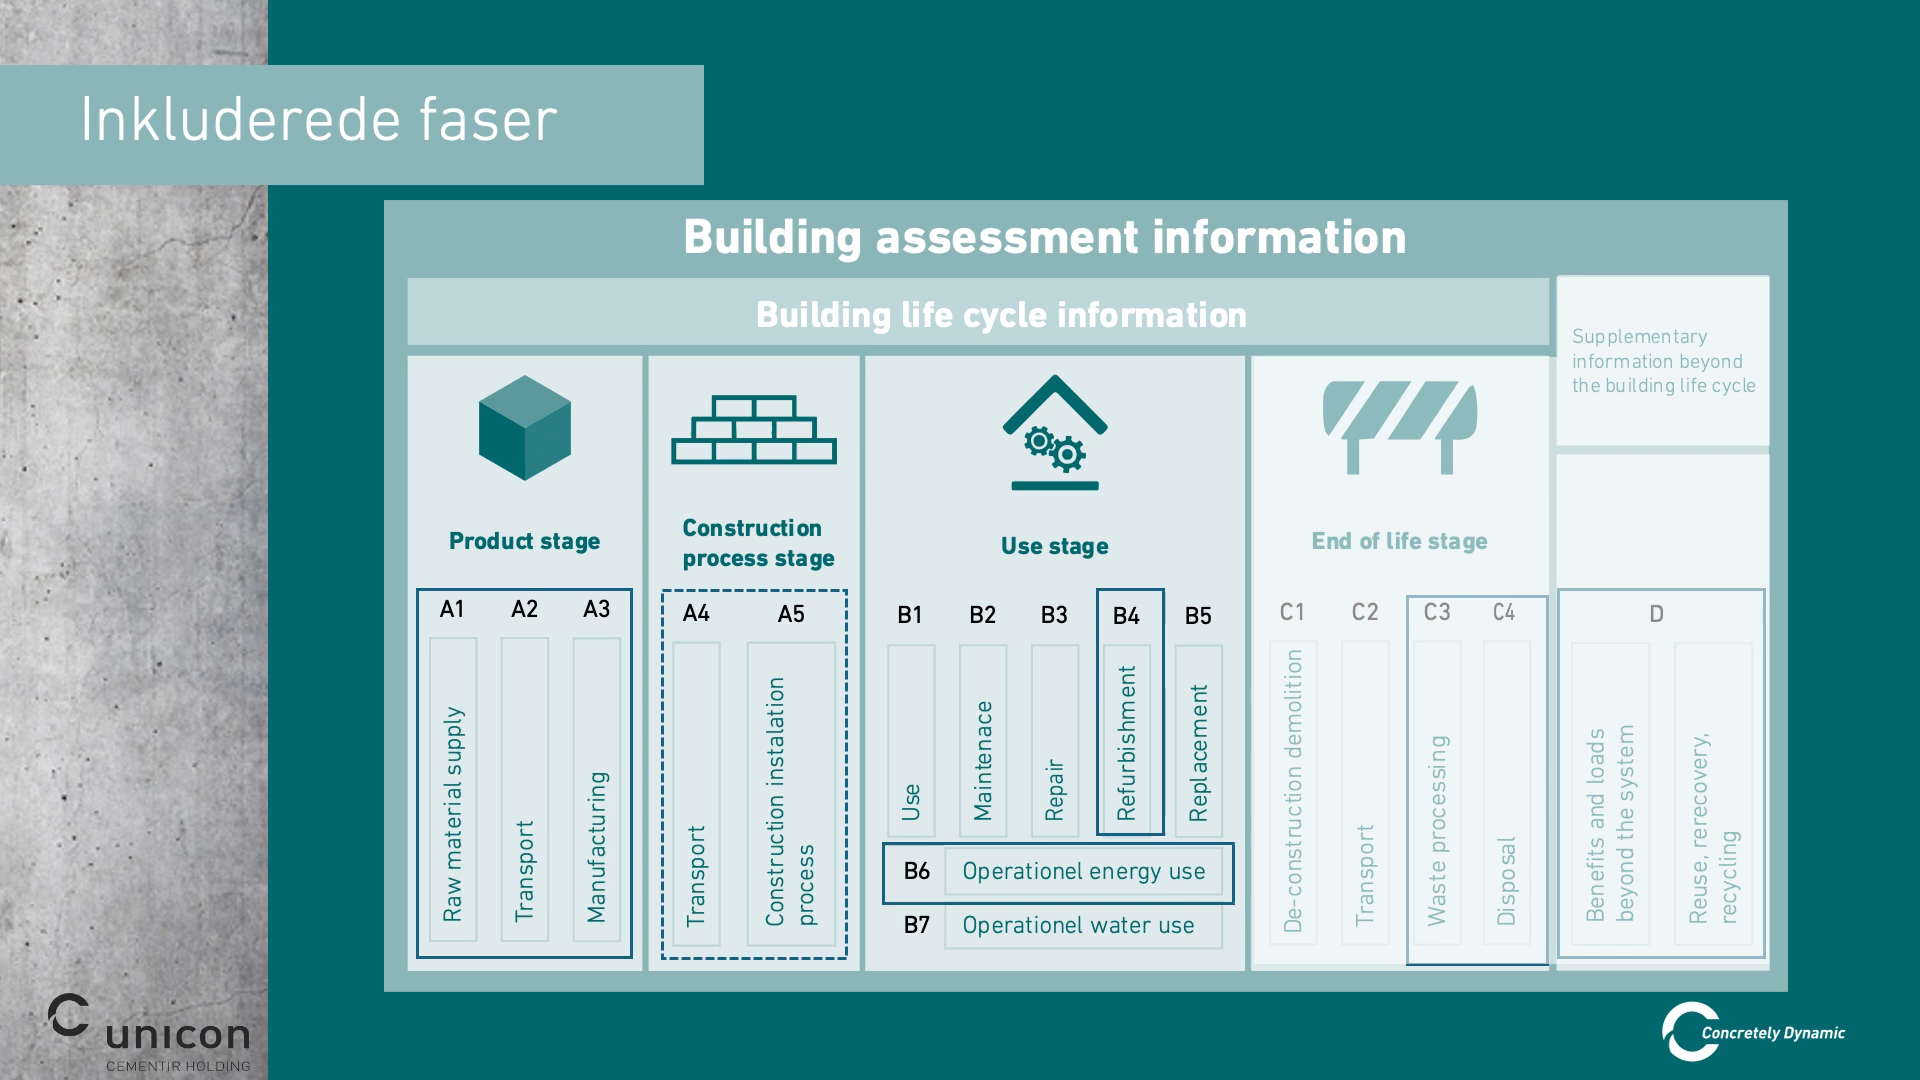 Inkluderede faser
Building assessment information
Building life cycle information
Supplementary
information beyond
the building life cycle
Product stage
Construction
process stage
Use stage
End of life stage
A1 A2 A3
Raw material supply
Transport
Manufacturing
A4 A5
Transport
Construction instalation
process
B1 B2 B3 B4 B5
Use
Maintenace
Repair
Refurbishment
Replacement
B6 Operationel energy use
B7 Operationel water use
C1 C2 C3 C4
De-construction demolition
Transport
Waste processing
Disposal
D
Benefits and loads
beyond the system
Reuse, rerecovery,
recycling
unicon
CEMENTIR HOLDING
Concretely Dynamic